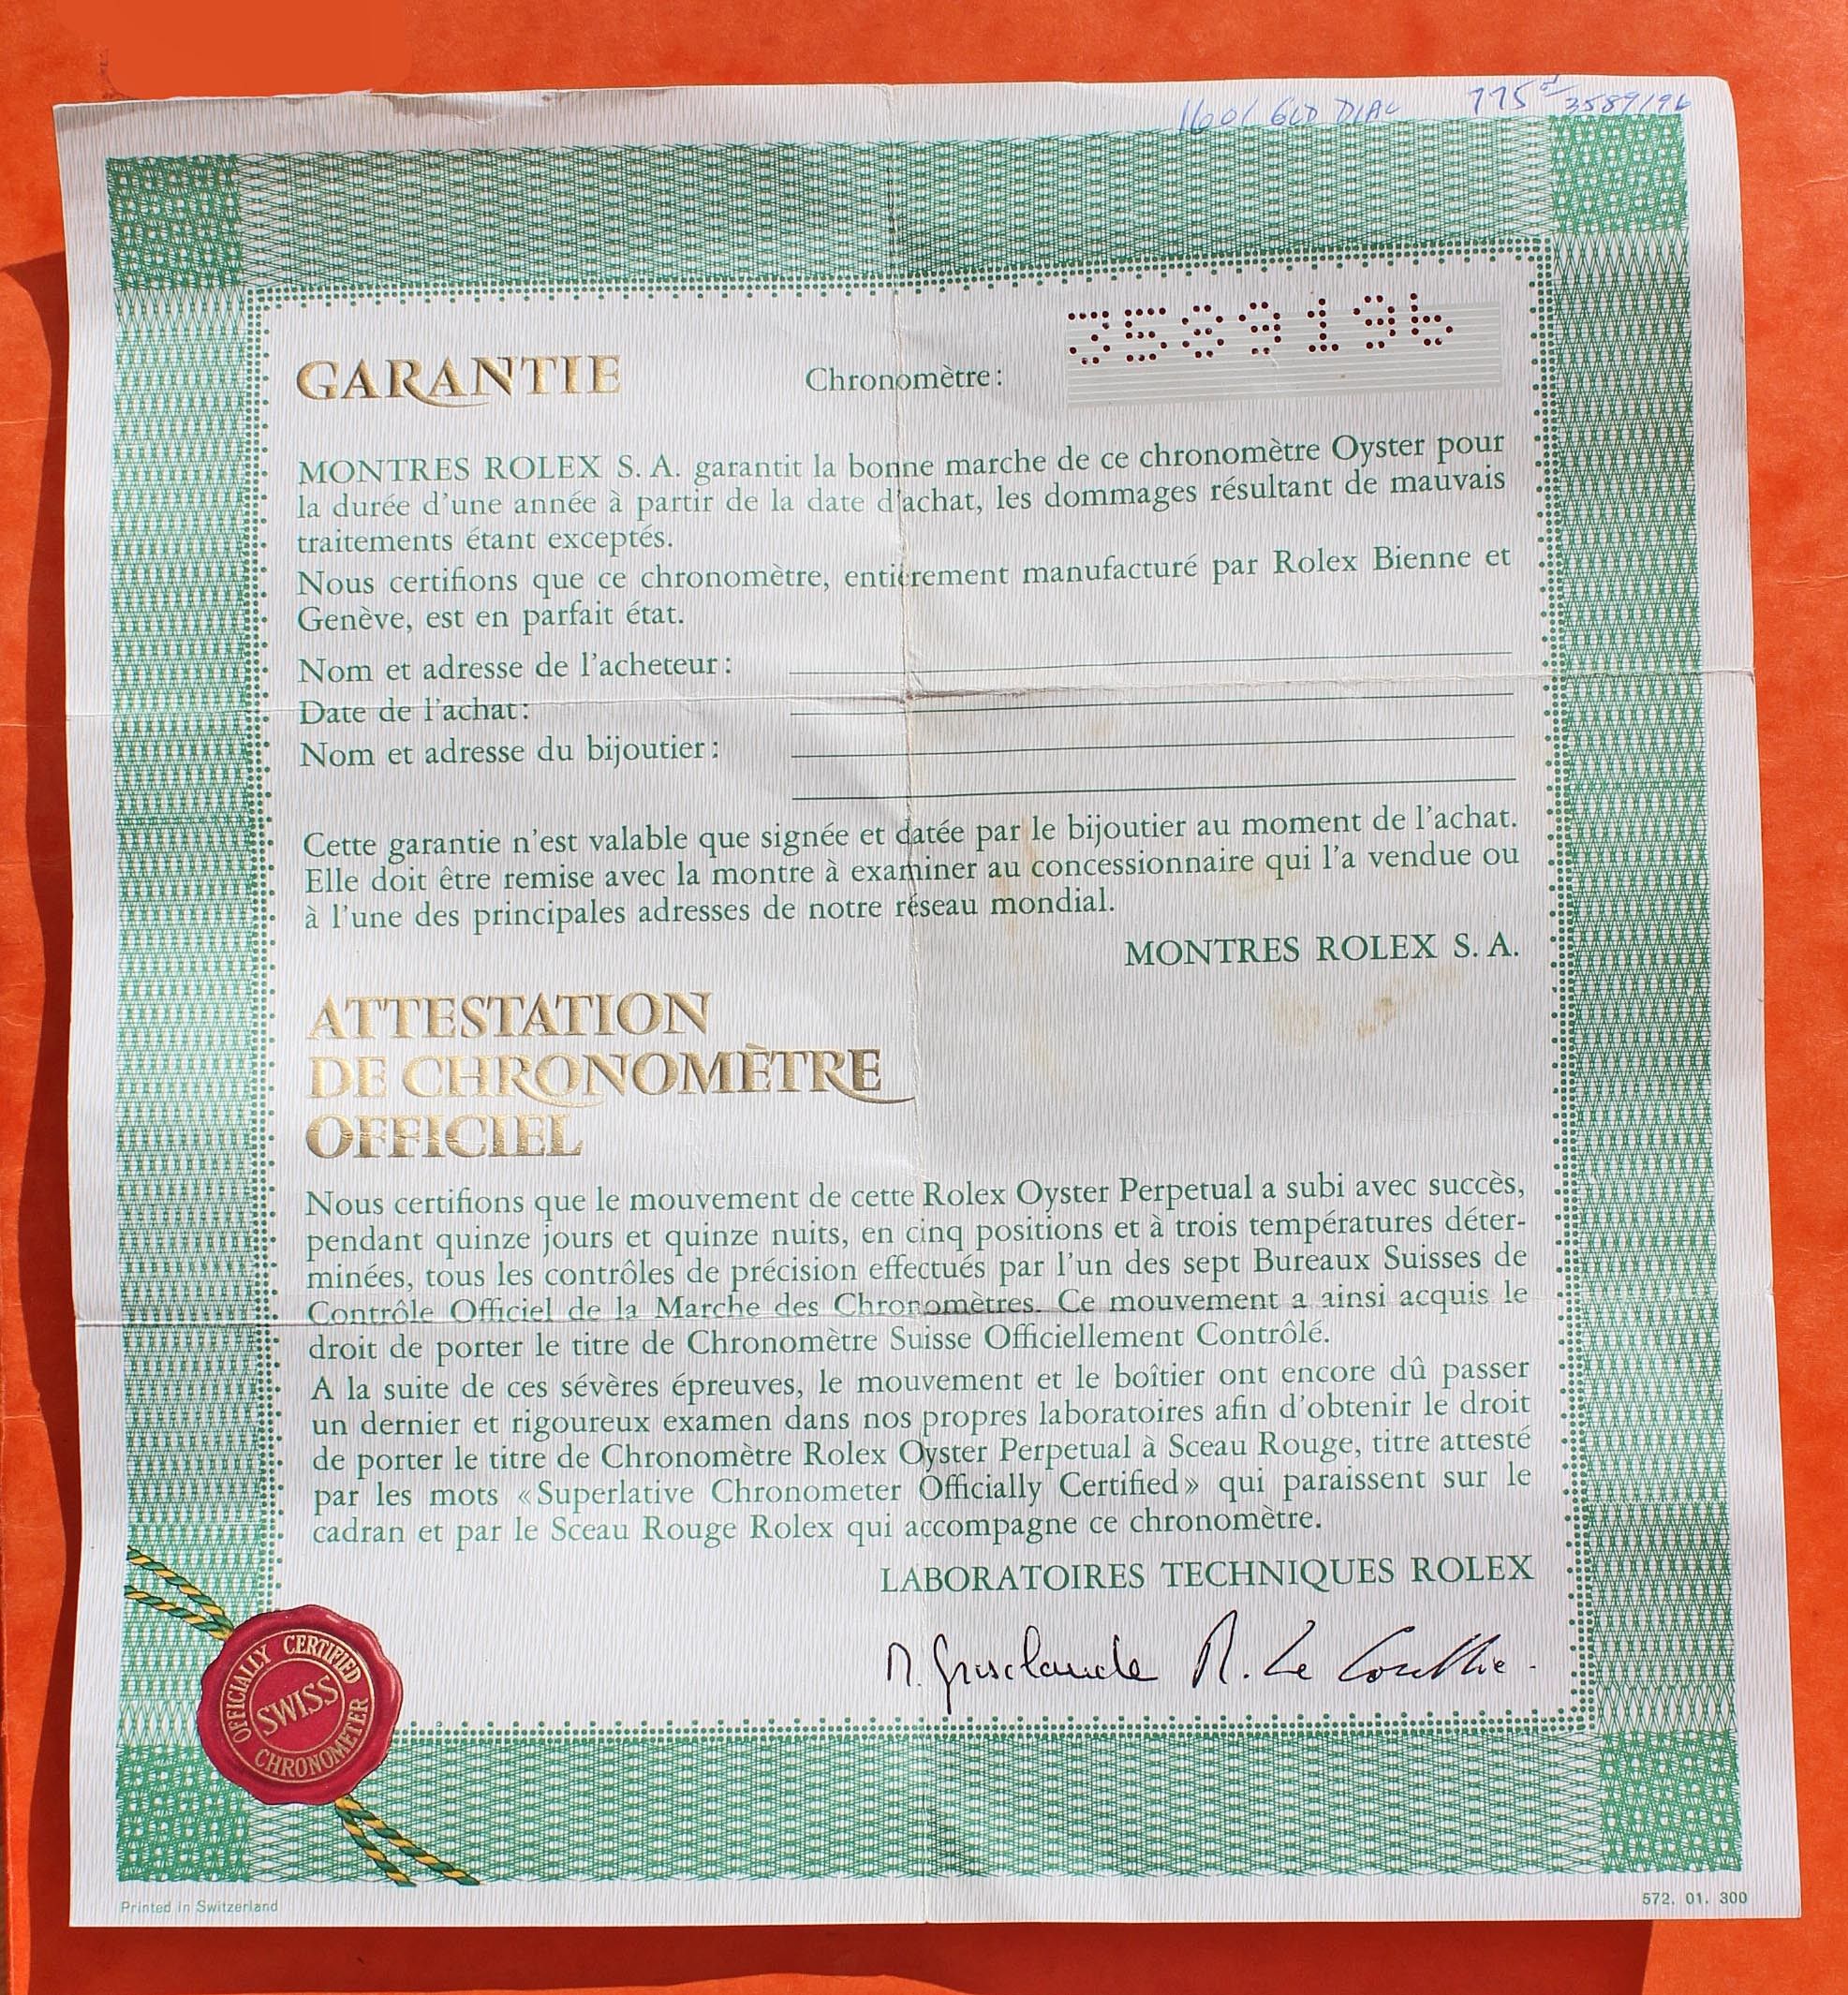 1601 GLD DIAL 775 3589196
GARANTIE
Chronomètre: 3589196
MONTRES ROLEX S. A. garantit la bonne marche de ce chronomètre Oyster pour
la durée d'une année à partir de la date d'achat, les dommages résultant de mauvais
traitements étant exceptés.
Nous certifions que ce chronomètre, entièrement manufacturé par Rolex Bienne et
Genève, est en parfait état.
Nom et adresse de l'acheteur:
Date de l'achat:
Nom et adresse du bijoutier:
Cette garantie n'est valable que signée et datée par le bijoutier au moment de l'achat.
Elle doit être remise avec la montre à examiner au concessionnaire qui l'a vendue ou
à l'une des principales adresses de notre réseau mondial.
MONTRES ROLEX S. A.
ATTESTATION
DE CHRONOMÈTRE
OFFICIEL
Nous certifions que le mouvement de cette Rolex Oyster Perpetual a subi avec succès,
pendant quinze jours et quinze nuits, en cinq positions et à trois températures déter-
minées, tous les contrôles de précision effectués par l'un des sept Bureaux Suisses de
Contrôle Officiel de la Marche des Chronomètres. Ce mouvement a ainsi acquis le
droit de porter le titre de Chronomètre Suisse Officiellement Contrôlé.
A la suite de ces sévères épreuves, le mouvement et le boîtier ont encore dû passer
un dernier et rigoureux examen dans nos propres laboratoires afin d'obtenir le droit
de porter le titre de Chronomètre Rolex Oyster Perpetual à Sceau Rouge, titre attesté
par les mots «Superlative Chronometer Officially Certified» qui paraissent sur le
cadran et par le Sceau Rouge Rolex qui accompagne ce chronomètre.
LABORATOIRES TECHNIQUES ROLEX
R. Le Coultre.
OFFICIALLY CERTIFIED
SWISS
CHRONOMETER
Printed in Switzerland
572. 01. 300